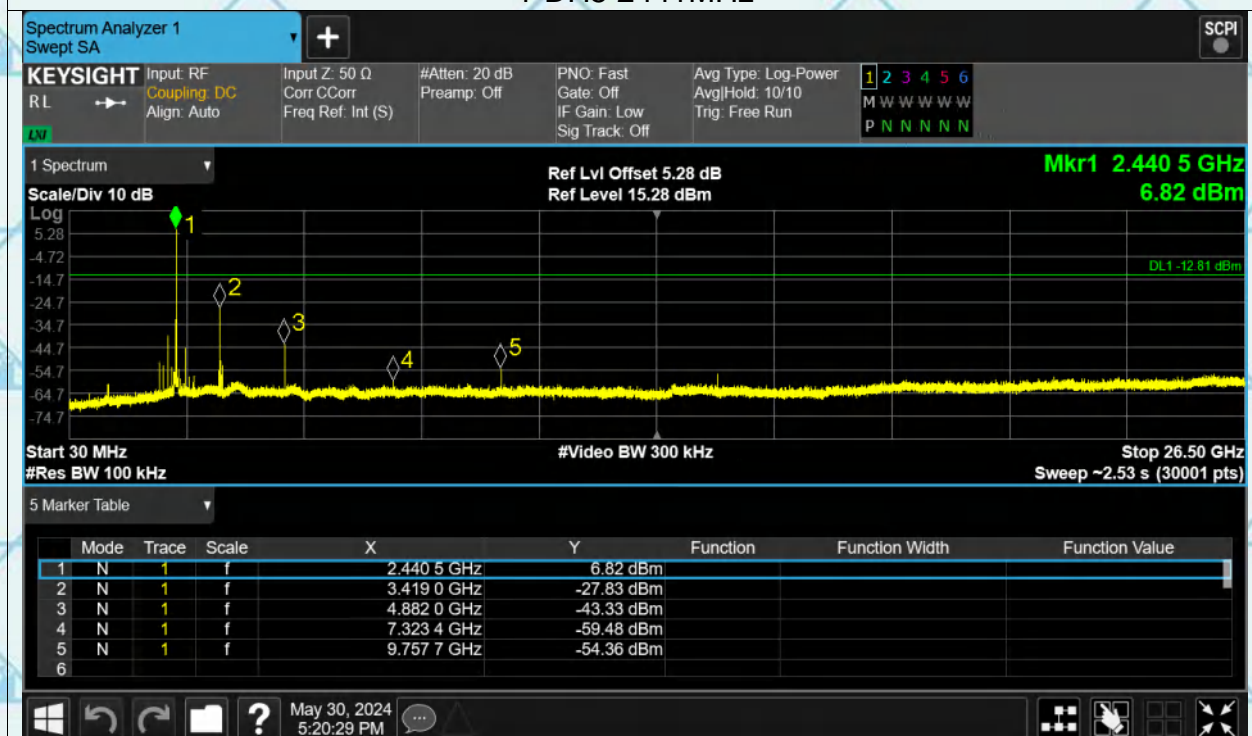 Spectrum Analyzer 1
Swept SA
+
SCPI
KEYSIGHT
RL
LXI
Input: RF
Coupling: DC
Align: Auto
Input Z: 50 Ω
Corr CCorr
Freq Ref: Int (S)
#Atten: 20 dB
Preamp: Off
PNO: Fast
Gate: Off
IF Gain: Low
Sig Track: Off
Avg Type: Log-Power
Avg|Hold: 10/10
Trig: Free Run
1 2 3 4 5 6
M W W W W W
P N N N N N
1 Spectrum
Scale/Div 10 dB
Ref Lvl Offset 5.28 dB
Ref Level 15.28 dBm
Mkr1 2.440 5 GHz
6.82 dBm
Log
5.28
-4.72
-14.7
-24.7
-34.7
-44.7
-54.7
-64.7
-74.7
1
2
3
4
5
DL1 -12.81 dBm
Start 30 MHz
#Video BW 300 kHz
Stop 26.50 GHz
#Res BW 100 kHz
Sweep ~2.53 s (30001 pts)
5 Marker Table
Mode Trace Scale X Y Function Function Width Function Value
1 N 1 f 2.440 5 GHz 6.82 dBm
2 N 1 f 3.419 0 GHz -27.83 dBm
3 N 1 f 4.882 0 GHz -43.33 dBm
4 N 1 f 7.323 4 GHz -59.48 dBm
5 N 1 f 9.757 7 GHz -54.36 dBm
6
?
May 30, 2024
5:20:29 PM